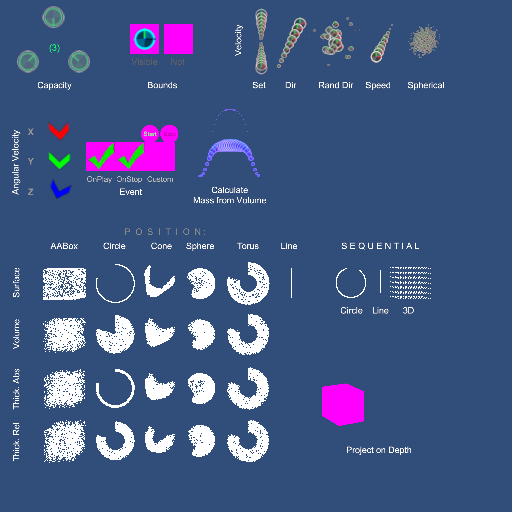 (3)
Capacity
Visible
Not
Bounds
Velocity
Set
Dir
Rand Dir
Speed
Spherical
Angular Velocity
X
Y
Z
Start
OnPlay
OnStop
Custom
Event
Calculate
Mass from Volume
POSITION:
AABox
Circle
Cone
Sphere
Torus
Line
SEQUENTIAL
Surface
Circle
Line
3D
Volume
Thick. Abs
Thick. Rel
Project on Depth